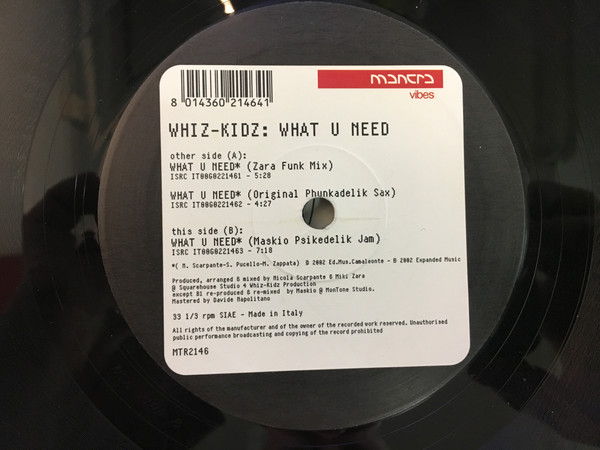 mantra
vibes
8 014360 214641
WHIZ-KIDZ: WHAT U NEED
other side (A):
WHAT U NEED* (Zara Funk Mix)
ISRC IT00G0221461 - 5:28
WHAT U NEED* (Original Phunkadelik Sax)
ISRC IT00G0221462 - 4:27
this side (B):
WHAT U NEED* (Maskio Psikedelik Jam)
ISRC IT00G0221463 - 7:18
*( N. Scarpante-S. Pucello-M. Zappata) ℗ 2002 Ed.Mus.Camaleonte - © 2002 Expanded Music
Produced, arranged & mixed by Nicola Scarpante & Miki Zara
@ Squarehouse Studio 4 Whiz-Kidz Production
except B1 re-produced & re-mixed by Maskio @ MonTone Studio.
Mastered by Davide Napolitano
33 1/3 rpm SIAE - Made in Italy
All rights of the manufacturer and of the owner of the recorded work reserved. Unauthorised
public performance broadcasting and copying of the record prohibited
MTR2146